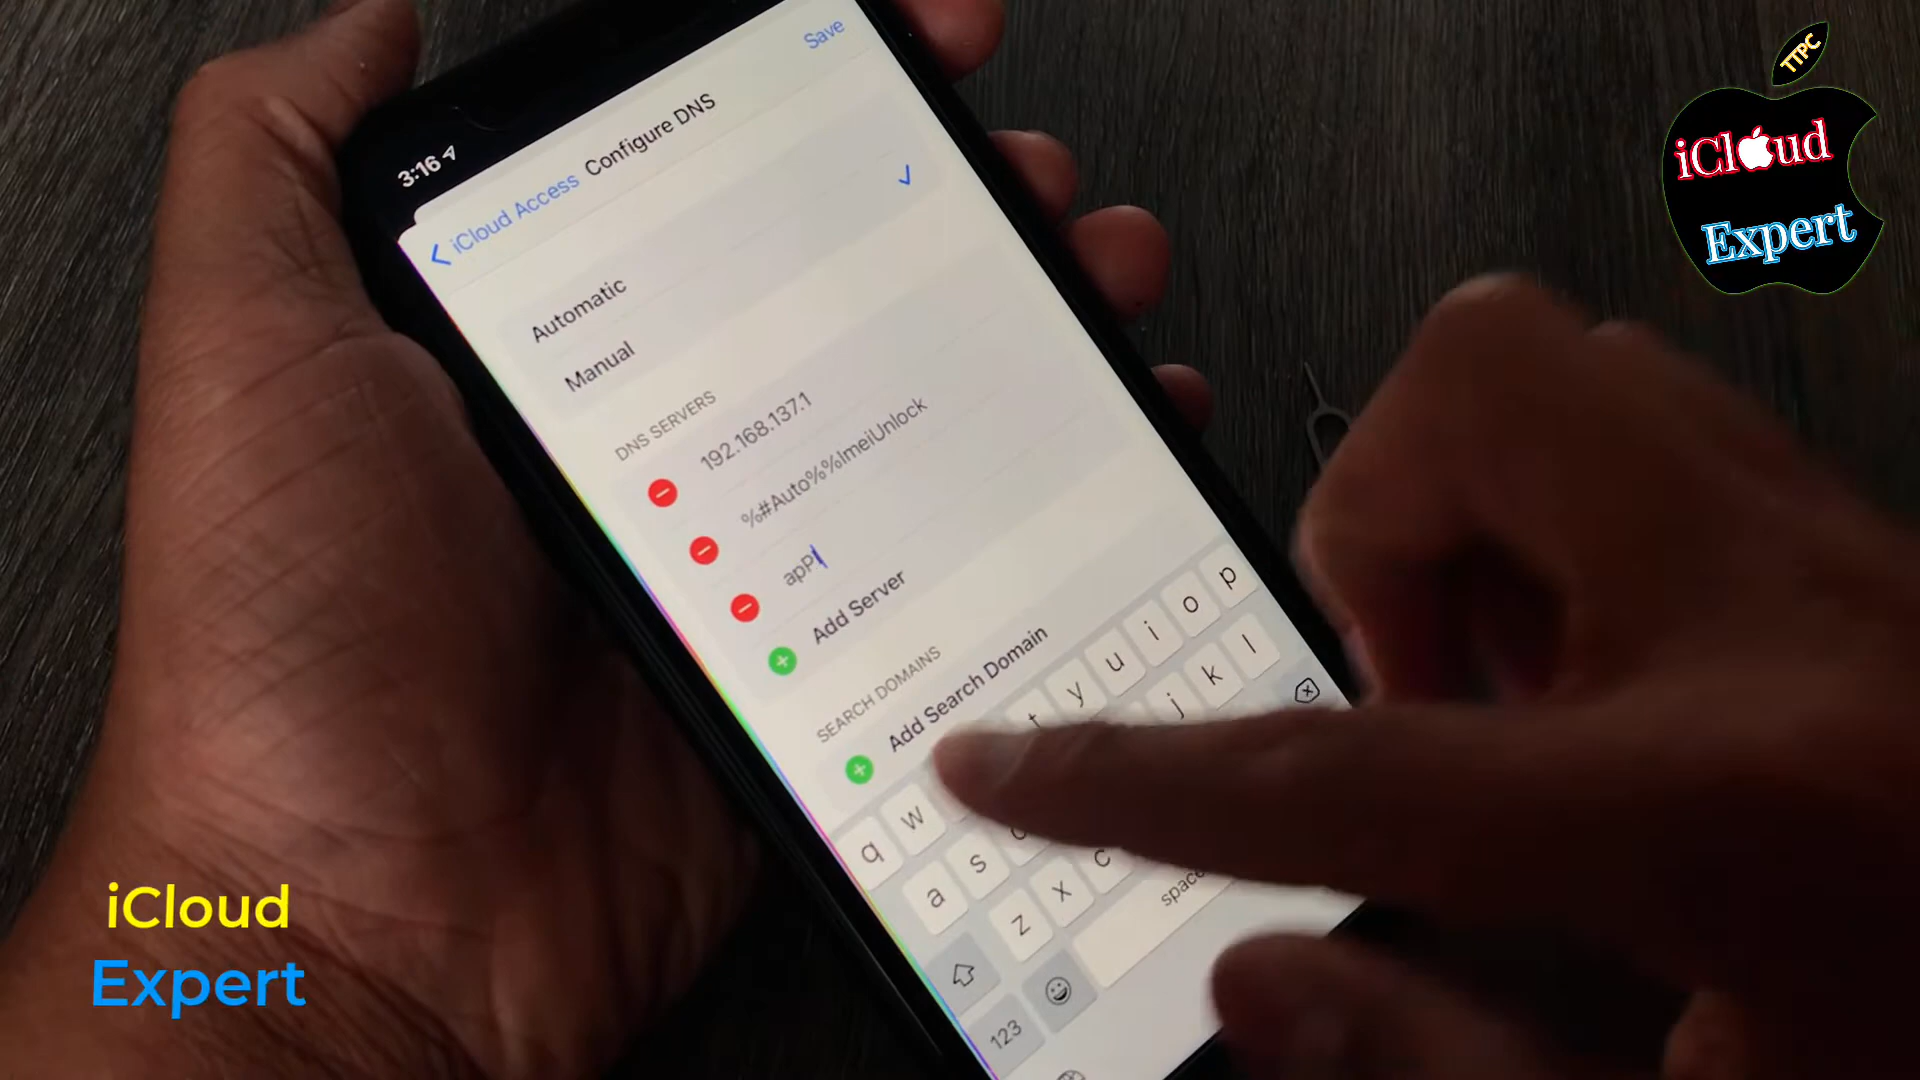 TTPC
iCloud
Expert
3:16
iCloud Access
Configure DNS
Save
Automatic
Manual
DNS SERVERS
192.168.137.1
%#Auto%%ImeiUnlock
apP
Add Server
SEARCH DOMAINS
Add Search Domain
q w t y u i o p
a s j k l
z x c
123
space
iCloud
Expert